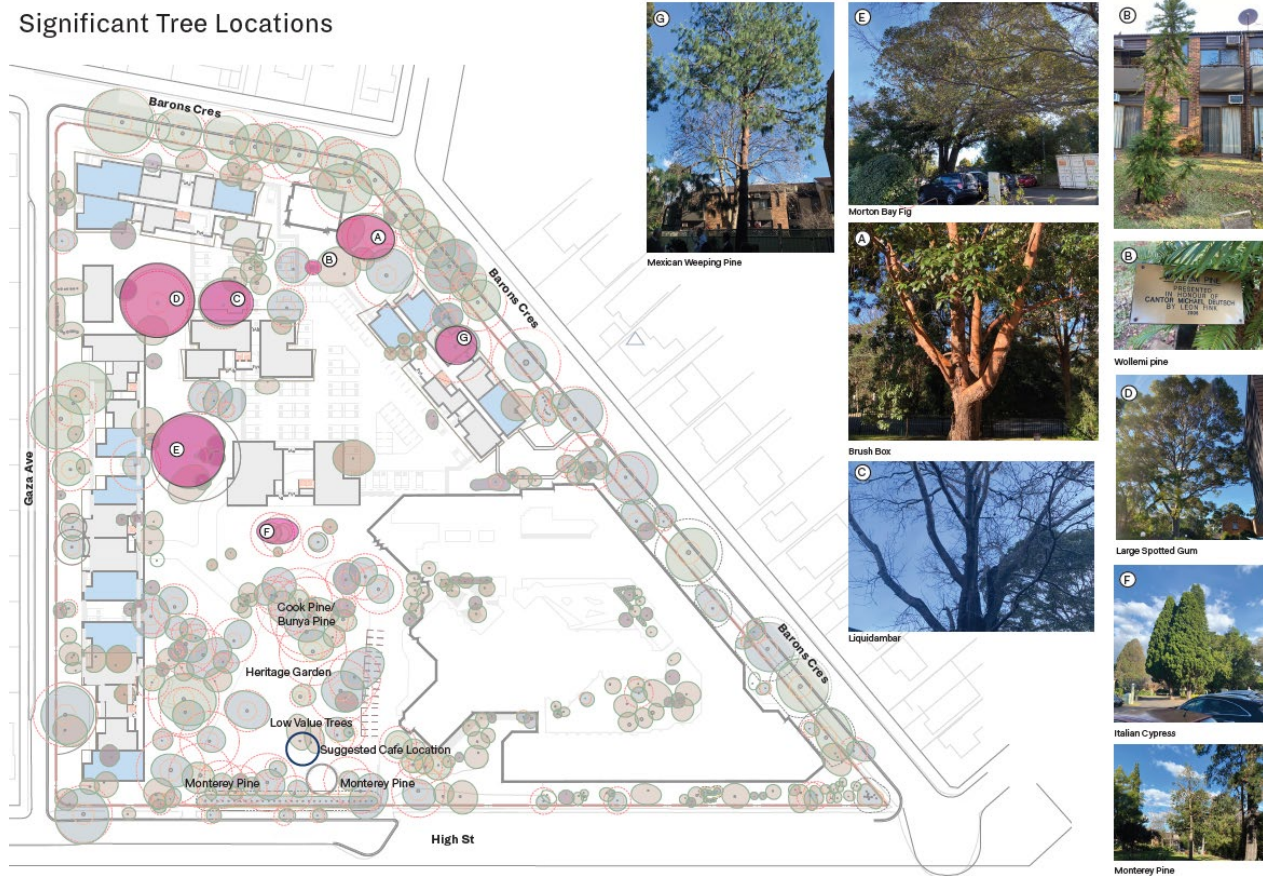 Significant Tree Locations
Barons Cres
Barons Cres
Barons Cres
Gaza Ave
High St
A
B
C
D
E
F
G
Cook Pine/
Bunya Pine
Heritage Garden
Low Value Trees
Suggested Cafe Location
Monterey Pine
Monterey Pine
G
Mexican Weeping Pine
E
Morton Bay Fig
A
Brush Box
C
Liquidambar
B
B
PINE
PRESENTED
IN HONOUR OF
CANTOR MICHAEL DEUTSCH
BY LEON FINK
Wollemi pine
D
Large Spotted Gum
F
Italian Cypress
Monterey Pine